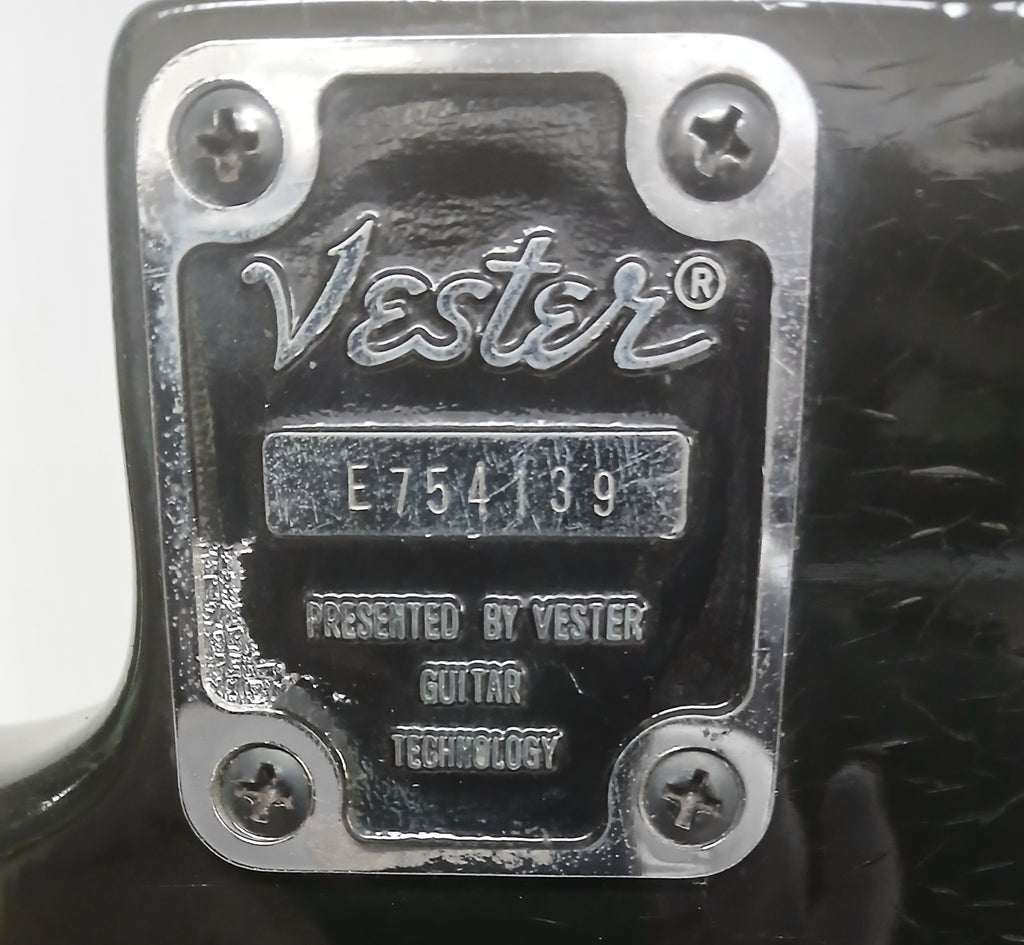 Vester®
E754139
PRESENTED BY VESTER
GUITAR
TECHNOLOGY